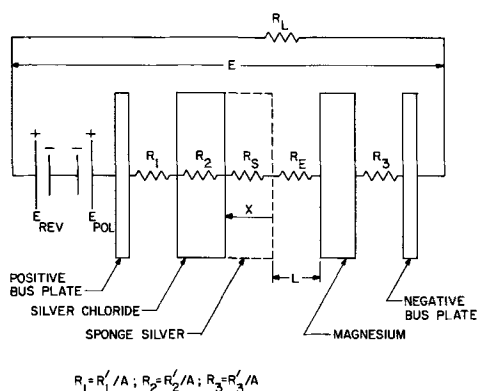 R_L
E
+ − − +
R_1 R_2 R_S R_E R_3
X
E_REV E_POL
L
POSITIVE
BUS PLATE
SILVER CHLORIDE
SPONGE SILVER
MAGNESIUM
NEGATIVE
BUS PLATE
R_1=R_1'/A ; R_2=R_2'/A ; R_3=R_3'/A